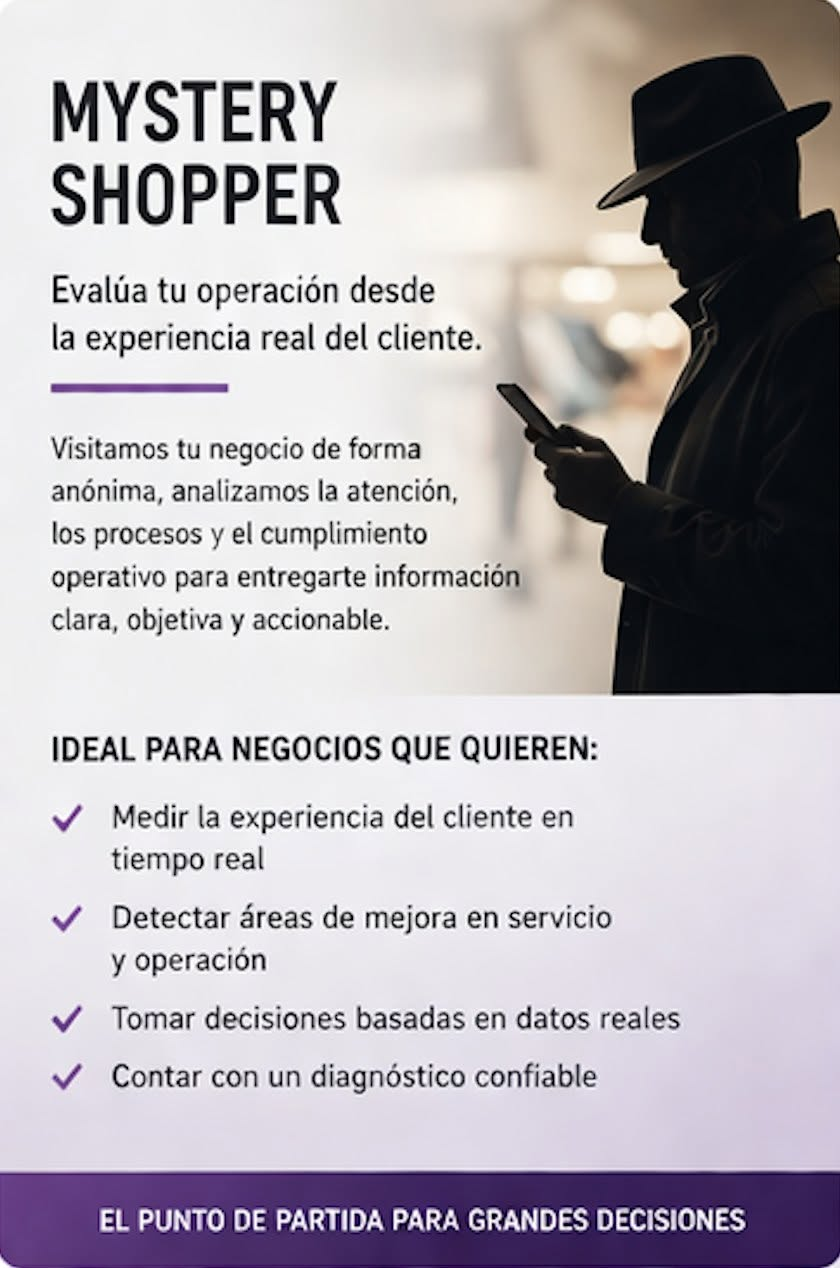 MYSTERY
SHOPPER
Evalúa tu operación desde
la experiencia real del cliente.
Visitamos tu negocio de forma
anónima, analizamos la atención,
los procesos y el cumplimiento
operativo para entregarte información
clara, objetiva y accionable.
IDEAL PARA NEGOCIOS QUE QUIEREN:
Medir la experiencia del cliente en
tiempo real
Detectar áreas de mejora en servicio
y operación
Tomar decisiones basadas en datos reales
Contar con un diagnóstico confiable
EL PUNTO DE PARTIDA PARA GRANDES DECISIONES